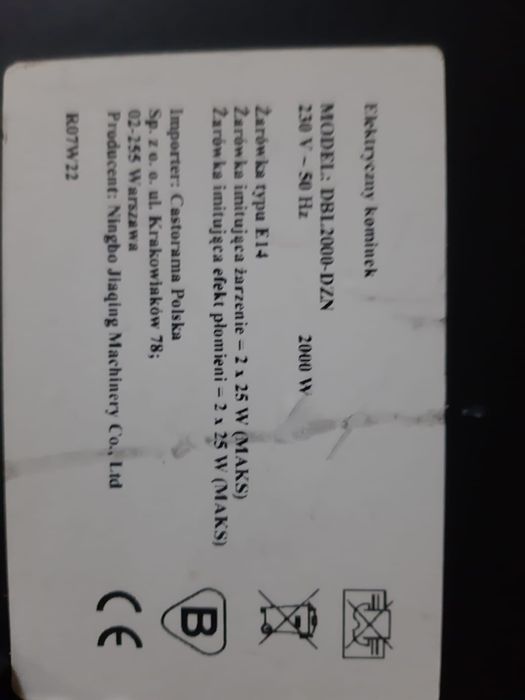 Elektryczny kominek
MODEL: DBL2000-DZN
230 V ~ 50 Hz 2000 W
Żarówka typu E14
Żarówka imitująca żarzenie – 2 x 25 W (MAKS)
Żarówka imitująca efekt płomieni – 2 x 25 W (MAKS)
Importer: Castorama Polska
Sp. z o. o. ul. Krakowiaków 78;
02-255 Warszawa
Producent: Ningbo Jiaqing Machinery Co., Ltd
R07W22
B
CE